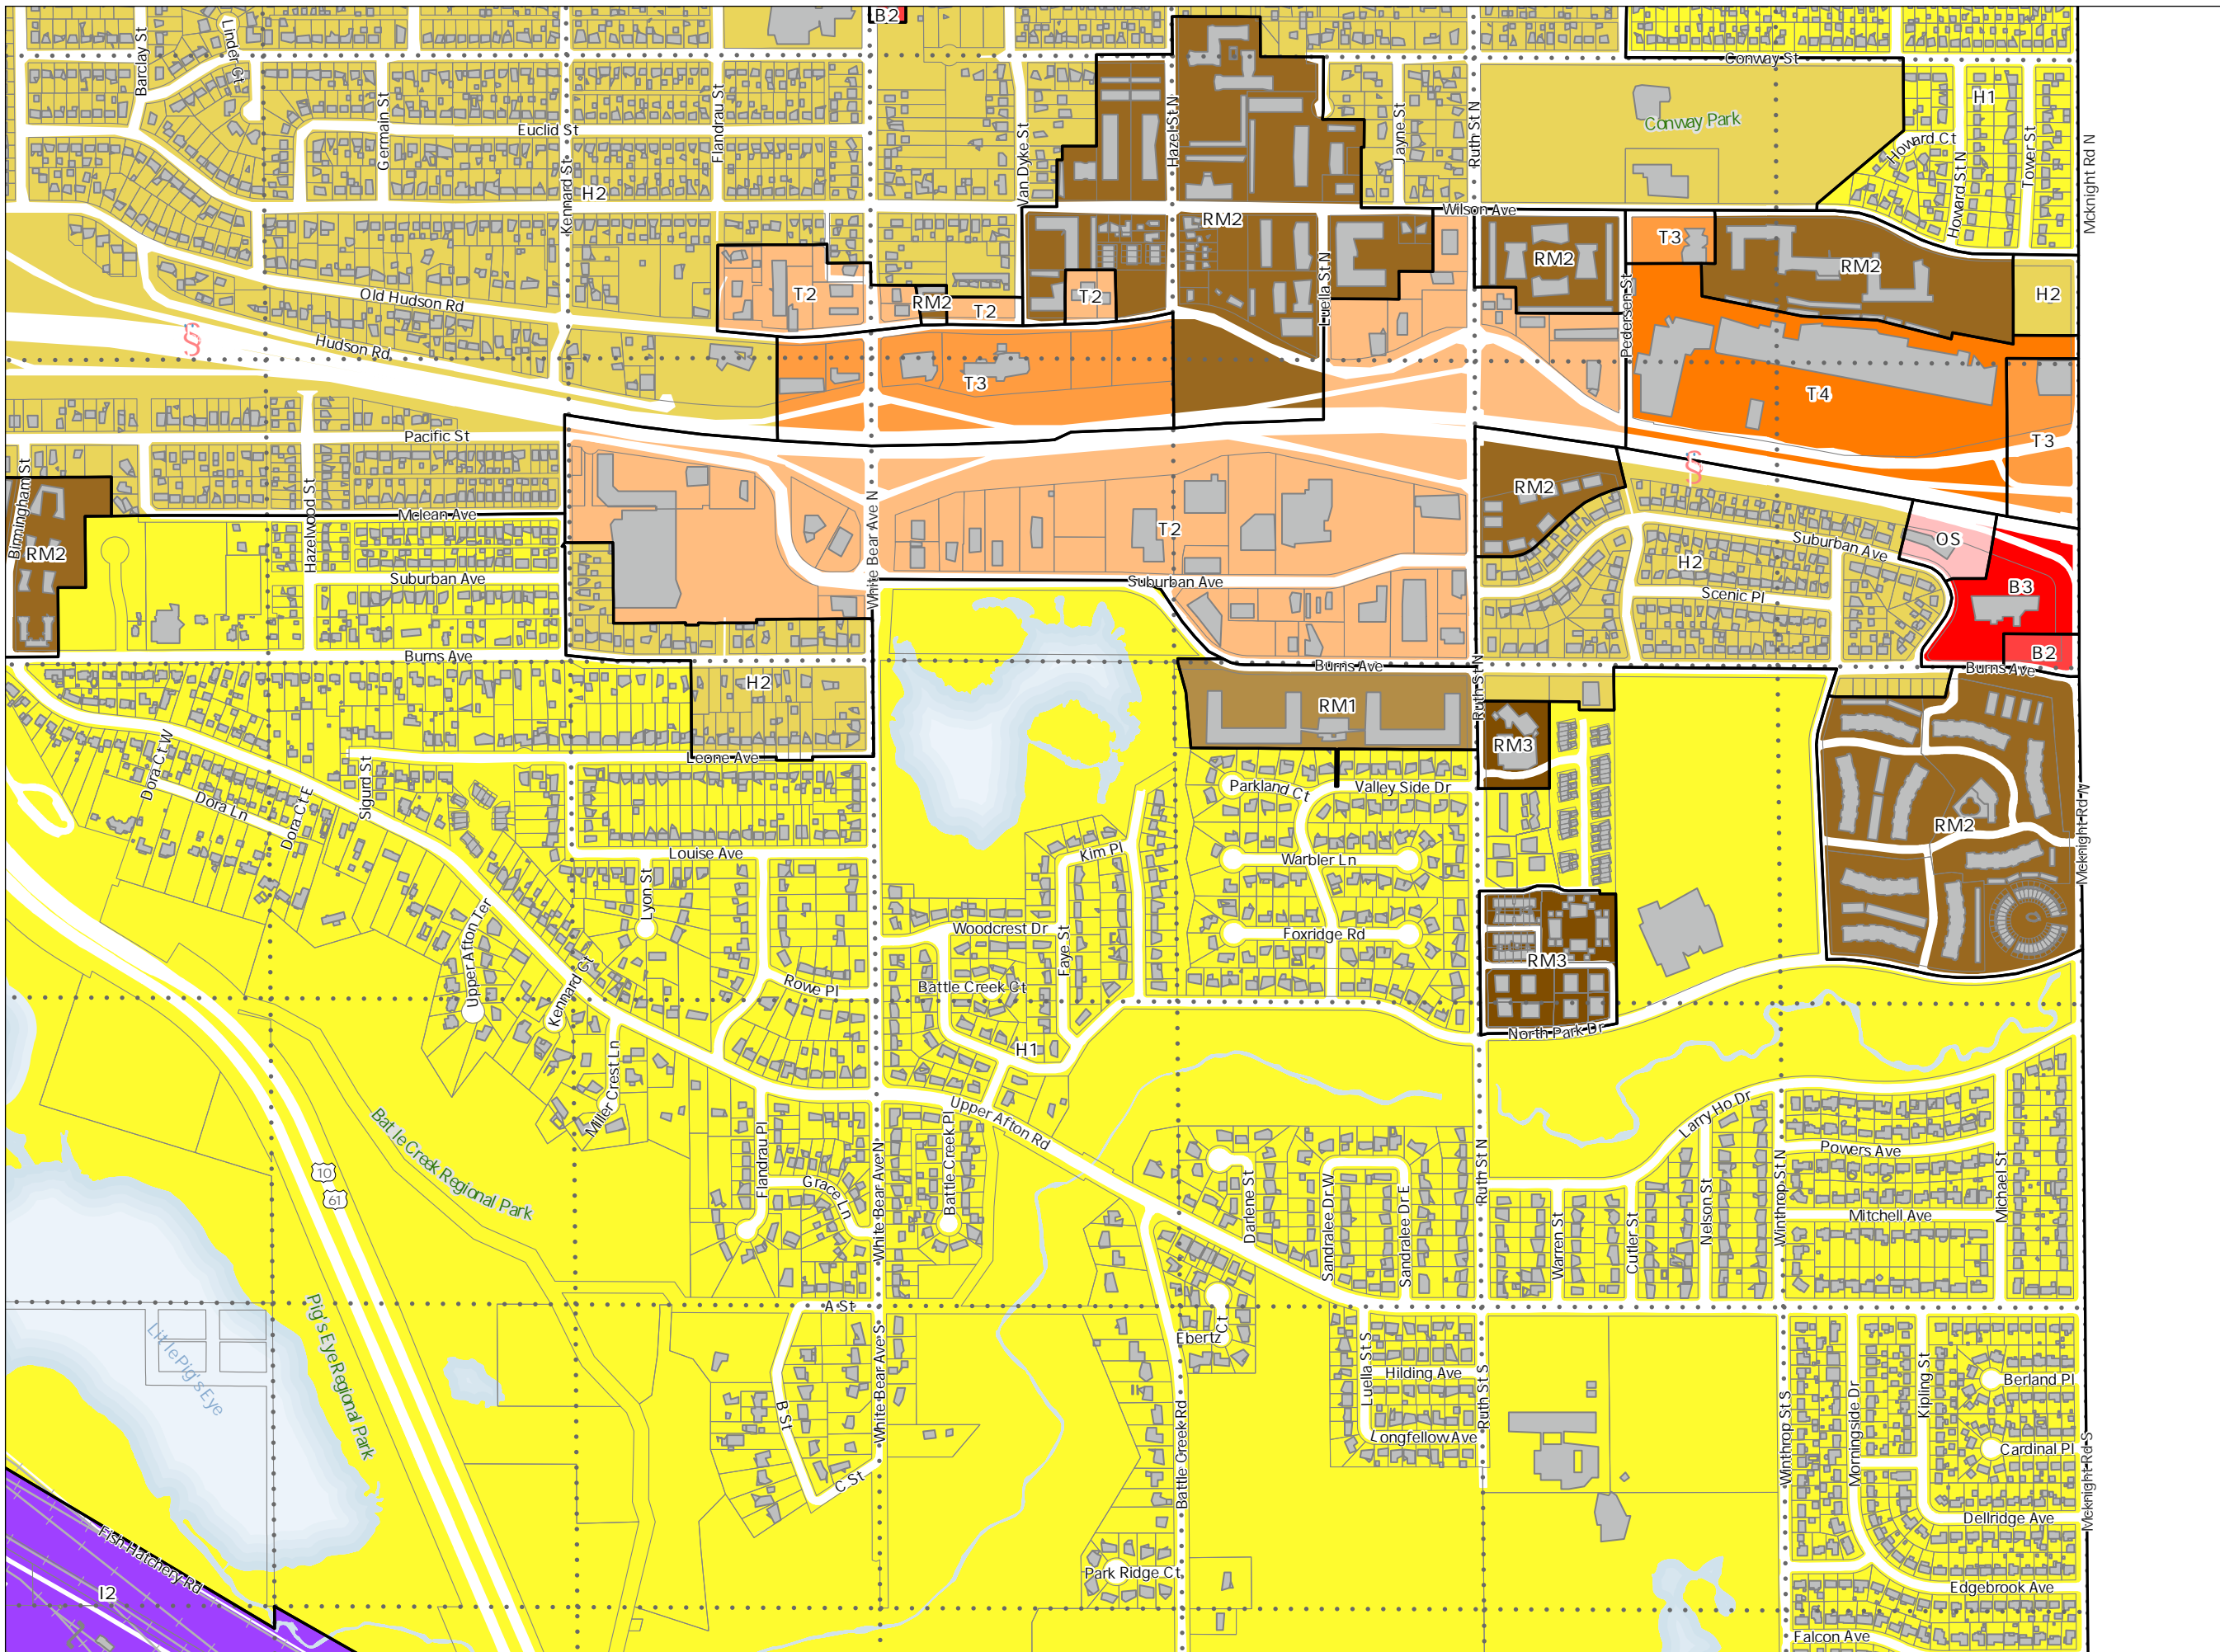 B2
Barclay St
Linder Ct
Conway St
Germain St
Flandrau St
Euclid St
Kennard St
H2
Van Dyke St
Hazel St N
Jayne St
Ruth St N
Conway Park
H1
Howard Ct
Howard St N
Tower St
Mcknight Rd N
RM2
Wilson Ave
T3
RM2
RM2
H2
Old Hudson Rd
T2
RM2
T2
T2
Luella St N
Pedersen St
Hudson Rd
T3
T4
T3
Pacific St
Birmingham St
Hazelwood St
Mclean Ave
RM2
White Bear Ave N
T2
RM2
OS
Suburban Ave
H2
Scenic Pl
B3
B2
Suburban Ave
Suburban Ave
Burns Ave
Burns Ave
Burns Ave
H2
RM1
Ruth St N
RM3
Leone Ave
Dora Ct W
Dora Ln
Dora Ct E
Sigurd St
Parkland Ct
Valley Side Dr
RM2
Mcknight Rd N
Louise Ave
Kim Pl
Warbler Ln
Lyon St
Upper Afton Ter
Kennard Ct
Woodcrest Dr
Faye St
Foxridge Rd
RM3
Rowe Pl
Battle Creek Ct
North Park Dr
H1
Miller Crest Ln
Upper Afton Rd
Larry Ho Dr
Battle Creek Regional Park
10
61
Flandrau Pl
Grace Ln
White Bear Ave N
Battle Creek Pl
Darlene St
Sandralee Dr W
Sandralee Dr E
Ruth St N
Warren St
Cutler St
Nelson St
Winthrop St N
Powers Ave
Mitchell Ave
Michael St
A St
Ebertz Ct
Pig's Eye Regional Park
Little Pig's Eye
B St
C St
White Bear Ave S
Battle Creek Rd
Luella St S
Hilding Ave
Longfellow Ave
Ruth St S
Winthrop St S
Morningside Dr
Kipling St
Berland Pl
Cardinal Pl
Dellridge Ave
Mcknight Rd S
Fish Hatchery Rd
I2
Park Ridge Ct
Edgebrook Ave
Falcon Ave